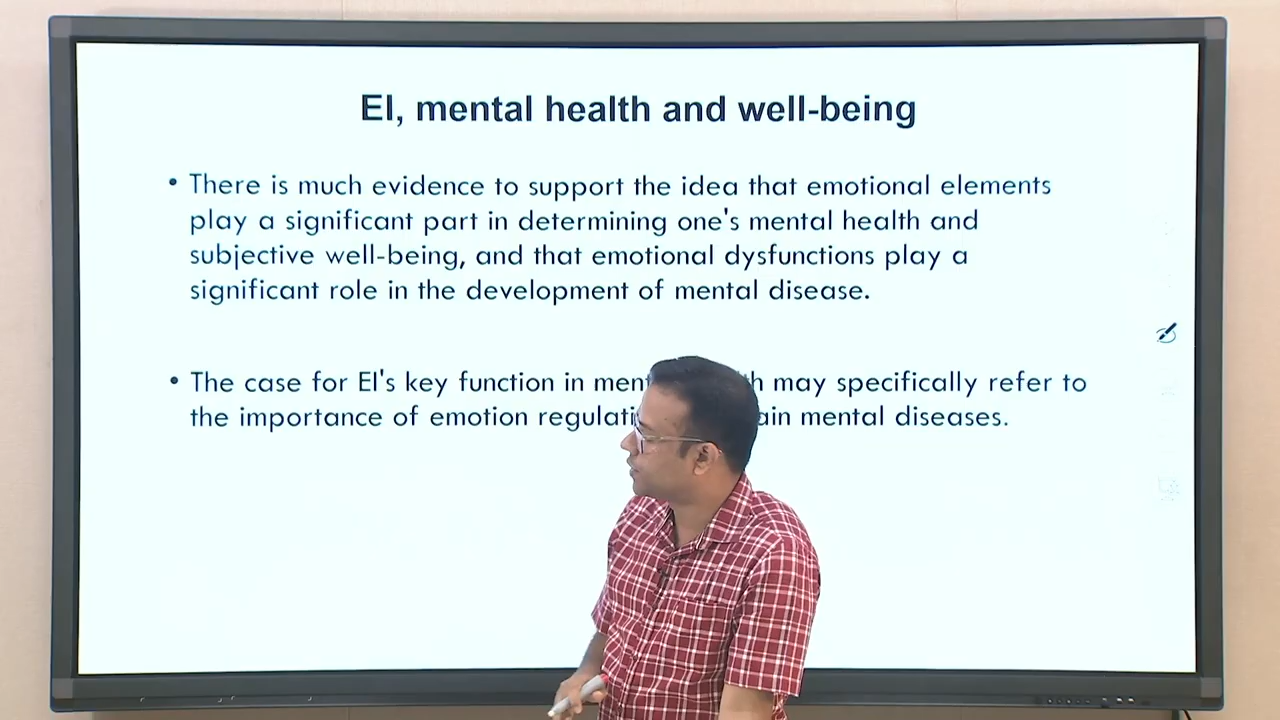 EI, mental health and well-being
• There is much evidence to support the idea that emotional elements
play a significant part in determining one's mental health and
subjective well-being, and that emotional dysfunctions play a
significant role in the development of mental disease.
• The case for EI's key function in may specifically refer to
the importance of emotion mental diseases.